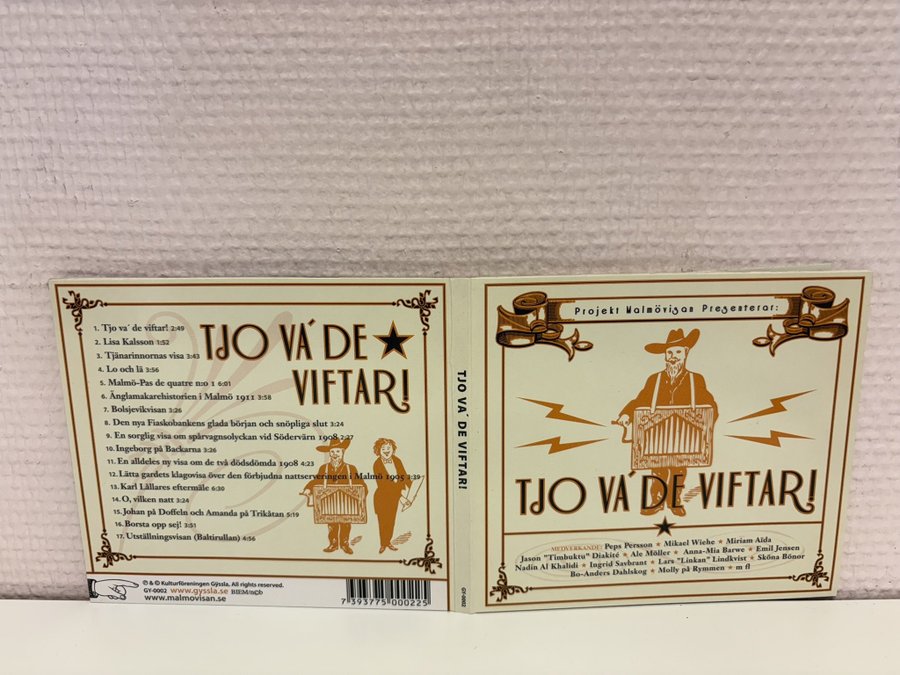 1. Tjo va´ de viftar! 2:49
2. Lisa Kalsson 1:52
3. Tjänarinnornas visa 3:43
4. Lo och lä 3:56
5. Malmö-Pas de quatre n:o 1 6:01
6. Änglamakarehistorien i Malmö 1911 3:58
7. Bolsjevikvisan 3:26
8. Den nya Fiaskobankens glada början och snöpliga slut 3:24
9. En sorglig visa om spårvagnsolyckan vid Södervärn 1908 2:27
10. Ingeborg på Backarna 3:26
11. En alldeles ny visa om de två dödsdömda 1908 4:23
12. Lätta gardets klagovisa över den förbjudna nattserveringen i Malmö 1905 3:39
13. Karl Lållares eftermäle 6:30
14. O, vilken natt 3:24
15. Johan på Doffeln och Amanda på Trikåtan 5:19
16. Borsta opp sej! 3:51
17. Utställningsvisan (Baltirullan) 4:56
TJO VA´ DE ★
VIFTAR!
℗ & © Kulturföreningen Gÿssla. All rights reserved.
GY-0002 www.gyssla.se BIEM/n©b
www.malmovisan.se
7 393775 000225
TJO VA´ DE VIFTAR!
GY-0002
Projekt Malmövisan Presenterar:
TJO VA´ DE VIFTAR!
MEDVERKANDE: Peps Persson ★ Mikael Wiehe ★ Miriam Aïda
Jason "Timbuktu" Diakité ★ Ale Möller ★ Anna-Mia Barwe ★ Emil Jensen
Nadin Al Khalidi ★ Ingrid Savbrant ★ Lars "Liukan" Lindkvist ★ Sköna Bönor
Bo-Anders Dahlskog ★ Molly på Rymmen ★ m fl